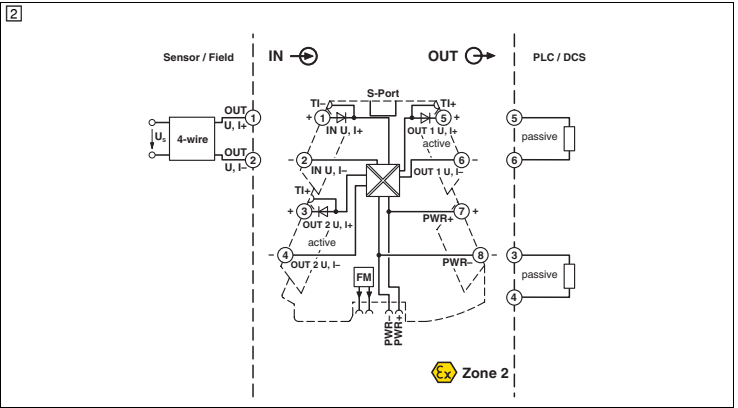 2
Sensor / Field
IN
OUT
PLC / DCS
S-Port
TI–
TI+
OUT
U, I+
1
+
1
IN U, I+
5
+
OUT 1 U, I+
active
5
passive
Us
4-wire
OUT
U, I–
2
–
2
IN U, I–
6
–
OUT 1 U, I–
6
TI+
+
3
OUT 2 U, I+
active
PWR+
7
+
–
4
OUT 2 U, I–
PWR–
8
–
3
passive
4
FM
PWR–
PWR+
Ex
Zone 2